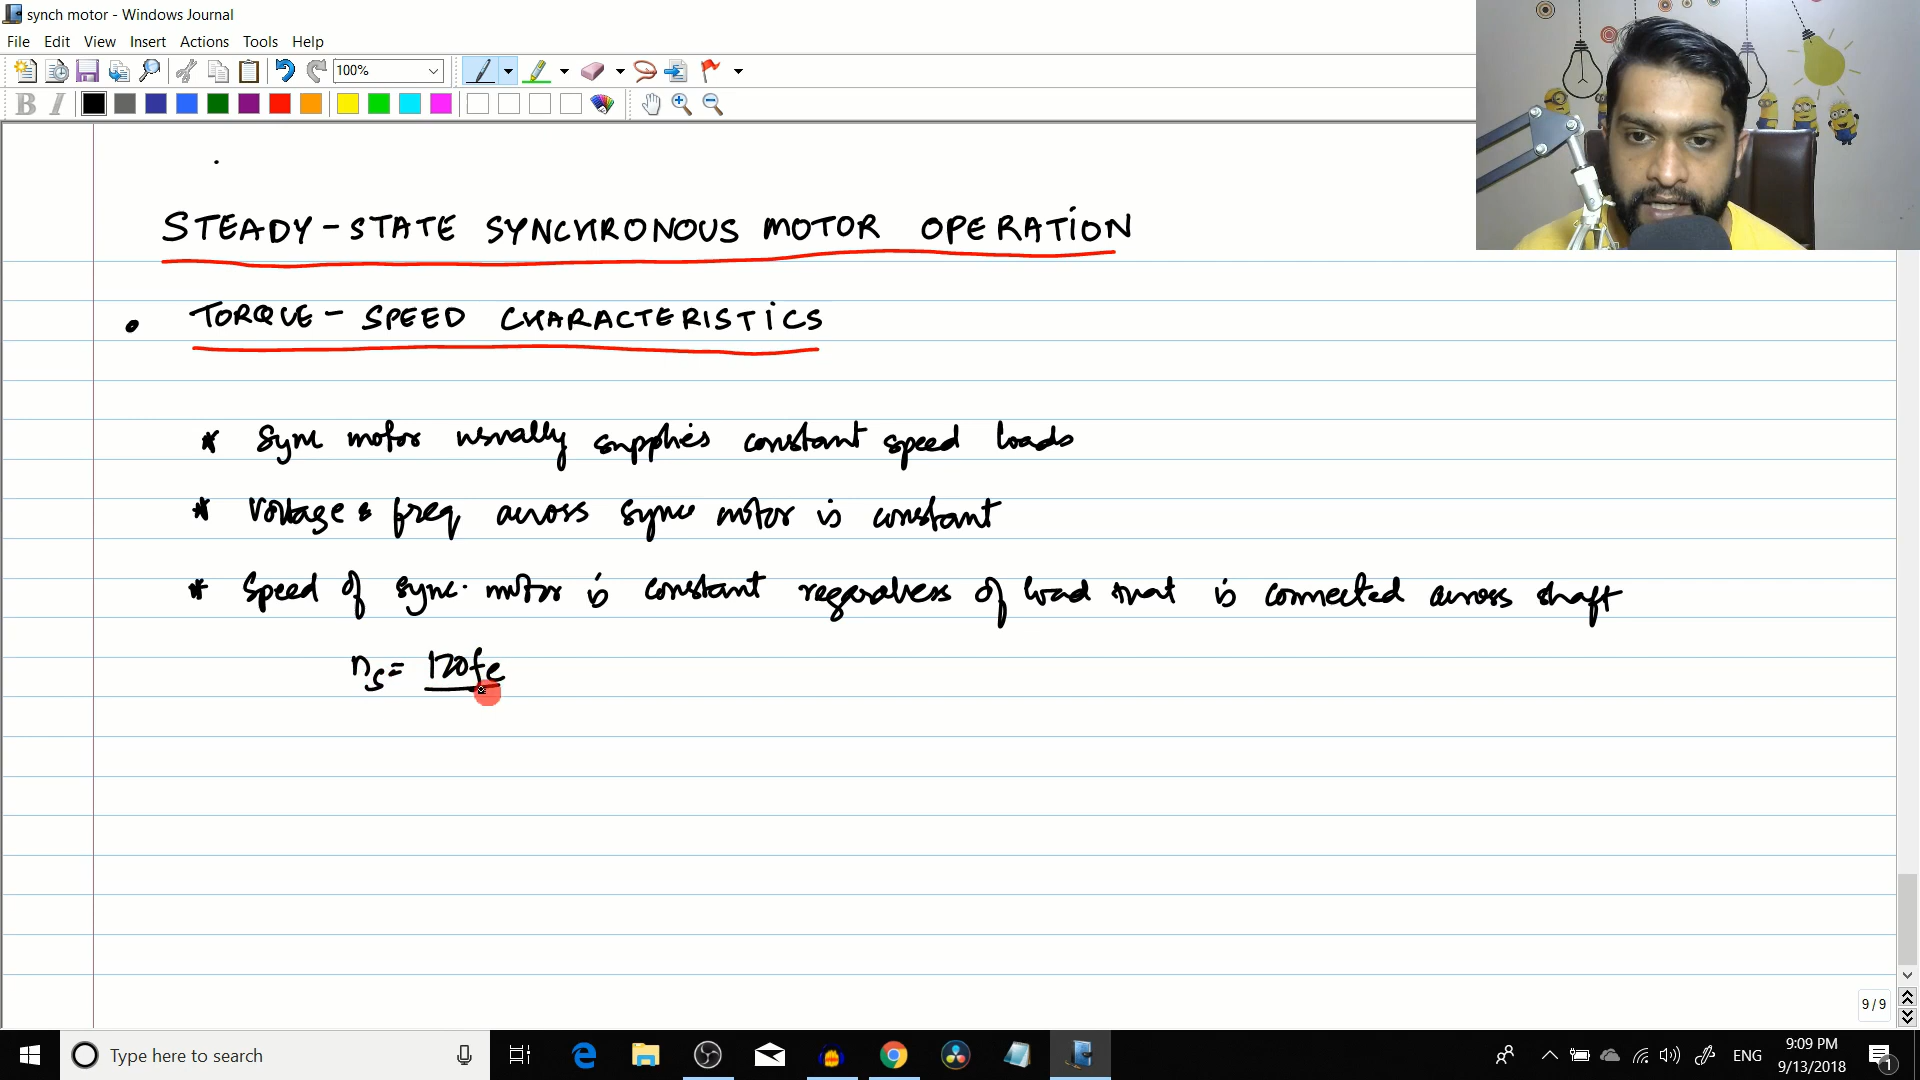 synch motor - Windows Journal
File Edit View Insert Actions Tools Help
100%
B I
STEADY-STATE SYNCHRONOUS MOTOR OPERATION
• TORQUE - SPEED CHARACTERISTICS
* Sync motor usually supplies constant speed loads
* Voltage & freq across sync motor is constant
* Speed of sync. motor is constant regardless of load that is connected across shaft
ns = 120fe
9 / 9
Type here to search
ENG
9:09 PM
9/13/2018
1